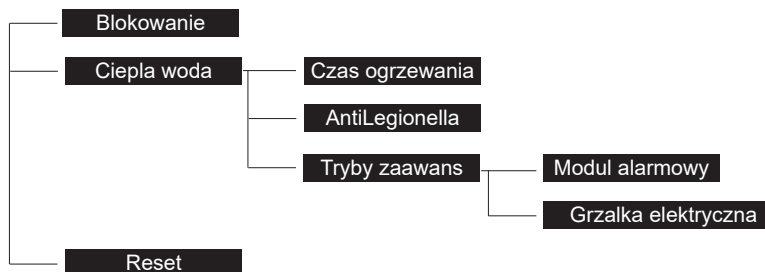 Blokowanie
Ciepla woda
Czas ogrzewania
AntiLegionella
Tryby zaawans
Modul alarmowy
Grzalka elektryczna
Reset